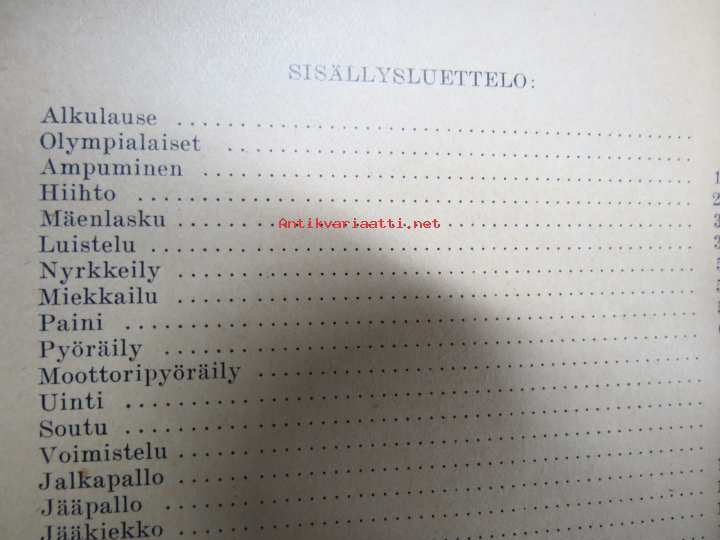 SISÄLLYSLUETTELO:
Alkulause
Olympialaiset
Ampuminen
Hiihto
Mäenlasku
Antikvariaatti.net
Luistelu
Nyrkkeily
Miekkailu
Paini
Pyöräily
Moottoripyöräily
Uinti
Soutu
Voimistelu
Jalkapallo
Jääpallo
Jääkiekko